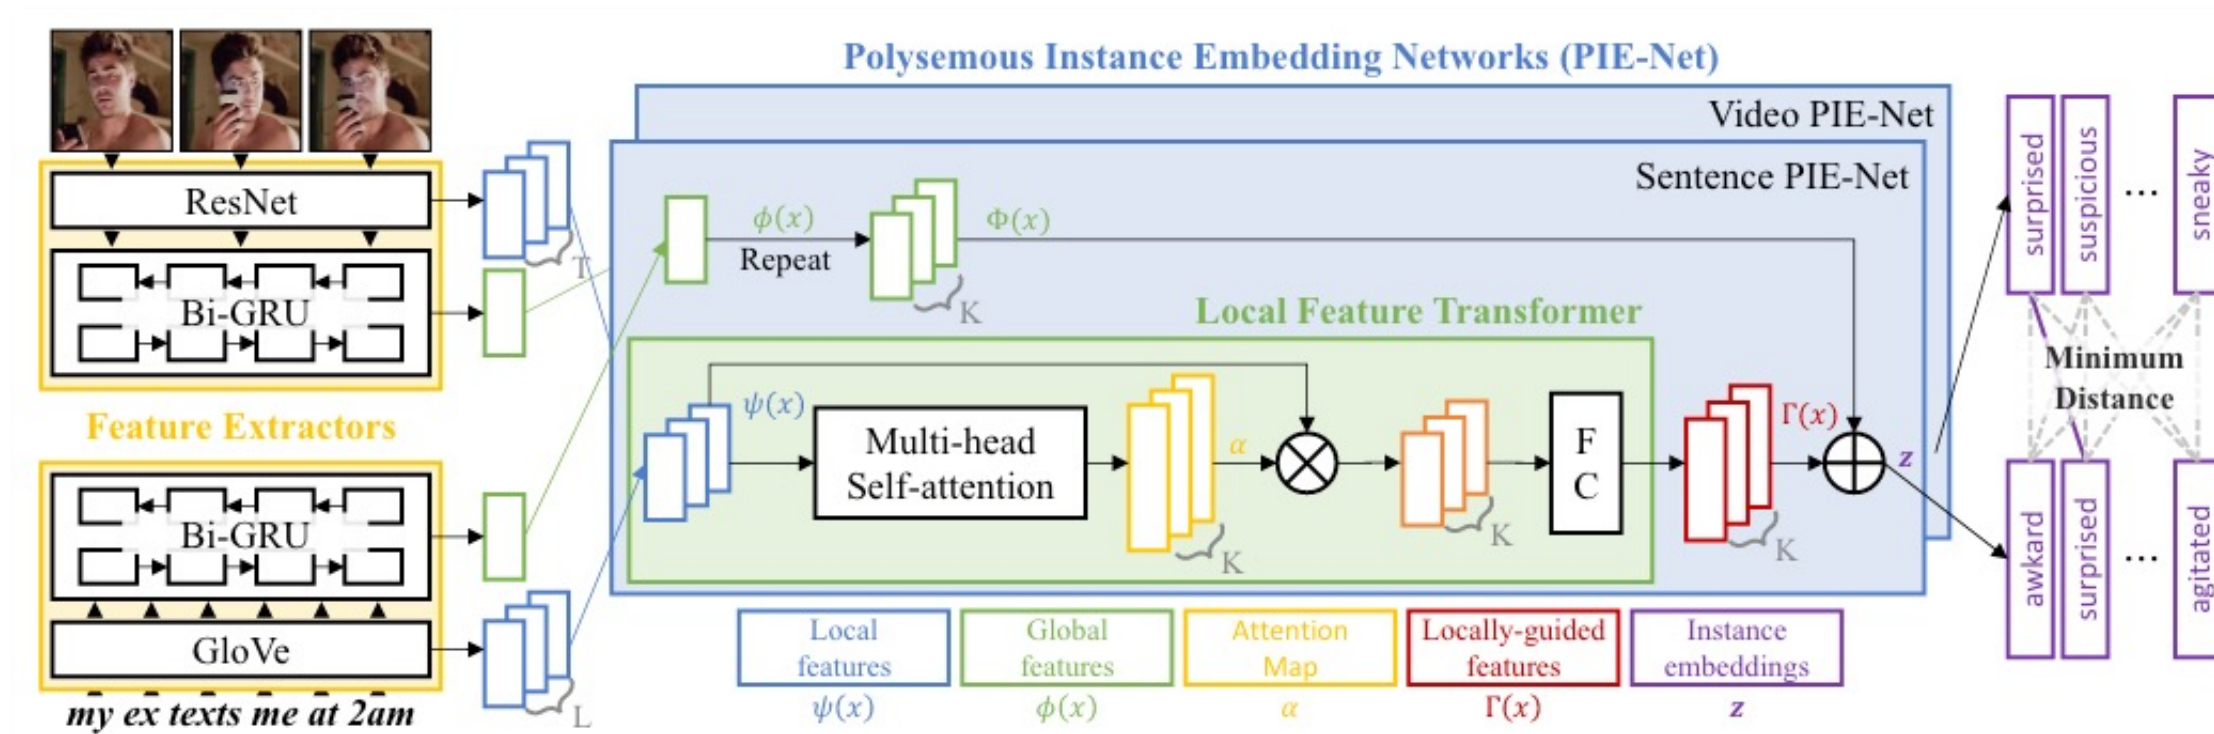 Polysemous Instance Embedding Networks (PIE-Net)
Video PIE-Net
Sentence PIE-Net
ResNet
Bi-GRU
T
Feature Extractors
Bi-GRU
GloVe
my ex texts me at 2am
L
ϕ(x)
Repeat
Φ(x)
K
Local Feature Transformer
ψ(x)
Multi-head
Self-attention
α
K
K
F
C
Γ(x)
K
z
surprised
suspicious
...
sneaky
Minimum
Distance
awkard
surprised
...
agitated
Local
features
ψ(x)
Global
features
ϕ(x)
Attention
Map
α
Locally-guided
features
Γ(x)
Instance
embeddings
z